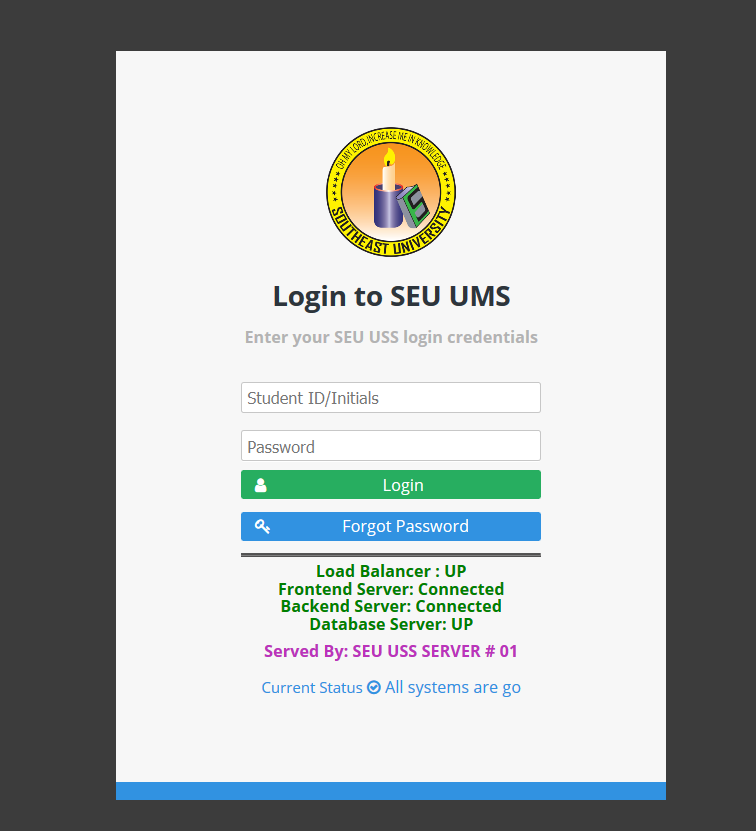 OH MY LORD, INCREASE ME IN KNOWLEDGE
SOUTHEAST UNIVERSITY
Login to SEU UMS
Enter your SEU USS login credentials
Student ID/Initials
Password
Login
Forgot Password
Load Balancer : UP
Frontend Server: Connected
Backend Server: Connected
Database Server: UP
Served By: SEU USS SERVER # 01
Current Status All systems are go